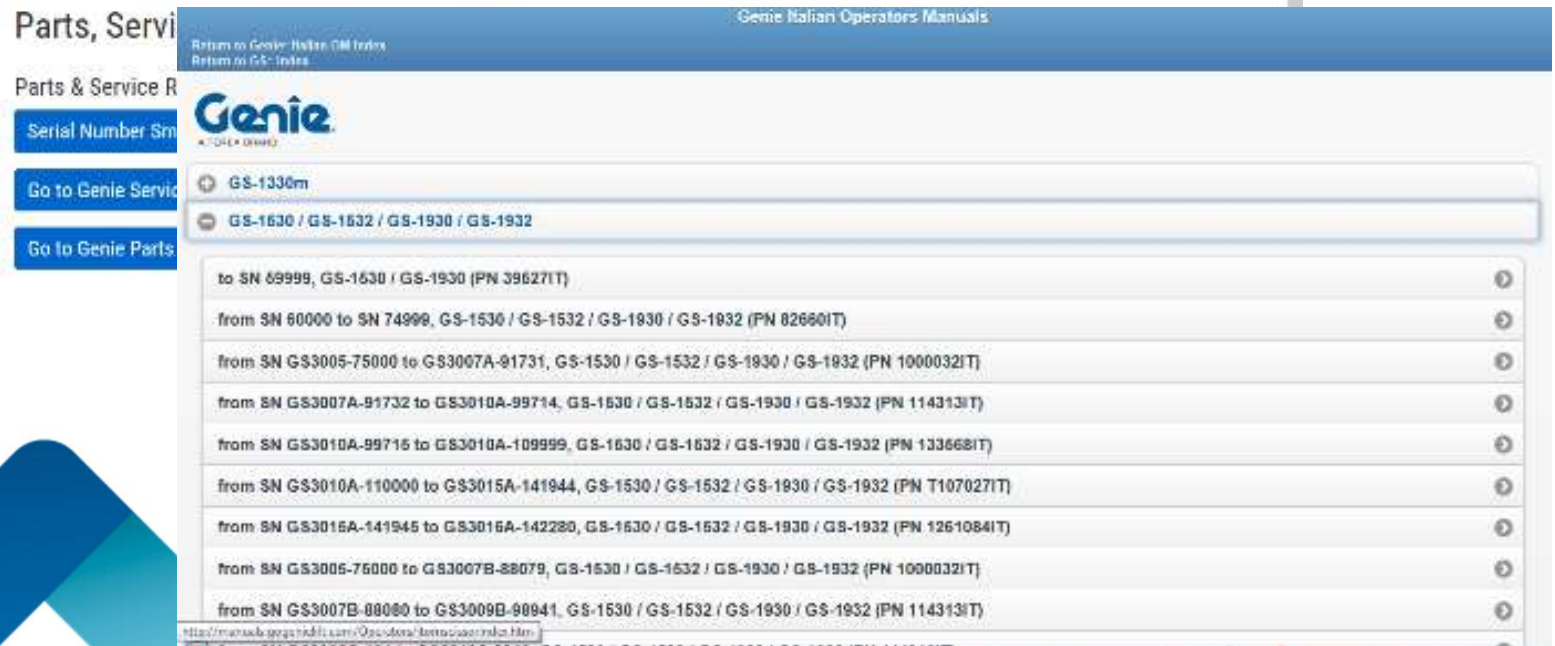 Parts, Servi
Parts & Service R
Serial Number Sm
Go to Genie Servic
Go to Genie Parts
Genie Italian Operators Manuals
Return to Genie Italian OM Index
Return to GS Index
Genie
A TEREX BRAND
GS-1330m
GS-1530 / GS-1532 / GS-1930 / GS-1932
to SN 59999, GS-1530 / GS-1930 (PN 39627IT)
from SN 60000 to SN 74999, GS-1530 / GS-1532 / GS-1930 / GS-1932 (PN 82660IT)
from SN GS3005-75000 to GS3007A-91731, GS-1530 / GS-1532 / GS-1930 / GS-1932 (PN 1000032IT)
from SN GS3007A-91732 to GS3010A-99714, GS-1530 / GS-1532 / GS-1930 / GS-1932 (PN 114313IT)
from SN GS3010A-99715 to GS3010A-109999, GS-1530 / GS-1532 / GS-1930 / GS-1932 (PN 133568IT)
from SN GS3010A-110000 to GS3015A-141944, GS-1530 / GS-1532 / GS-1930 / GS-1932 (PN T107027IT)
from SN GS3015A-141945 to GS3016A-142280, GS-1530 / GS-1532 / GS-1930 / GS-1932 (PN 1261084IT)
from SN GS3005-75000 to GS3007B-88079, GS-1530 / GS-1532 / GS-1930 / GS-1932 (PN 1000032IT)
from SN GS3007B-88080 to GS3009B-98941, GS-1530 / GS-1532 / GS-1930 / GS-1932 (PN 114313IT)